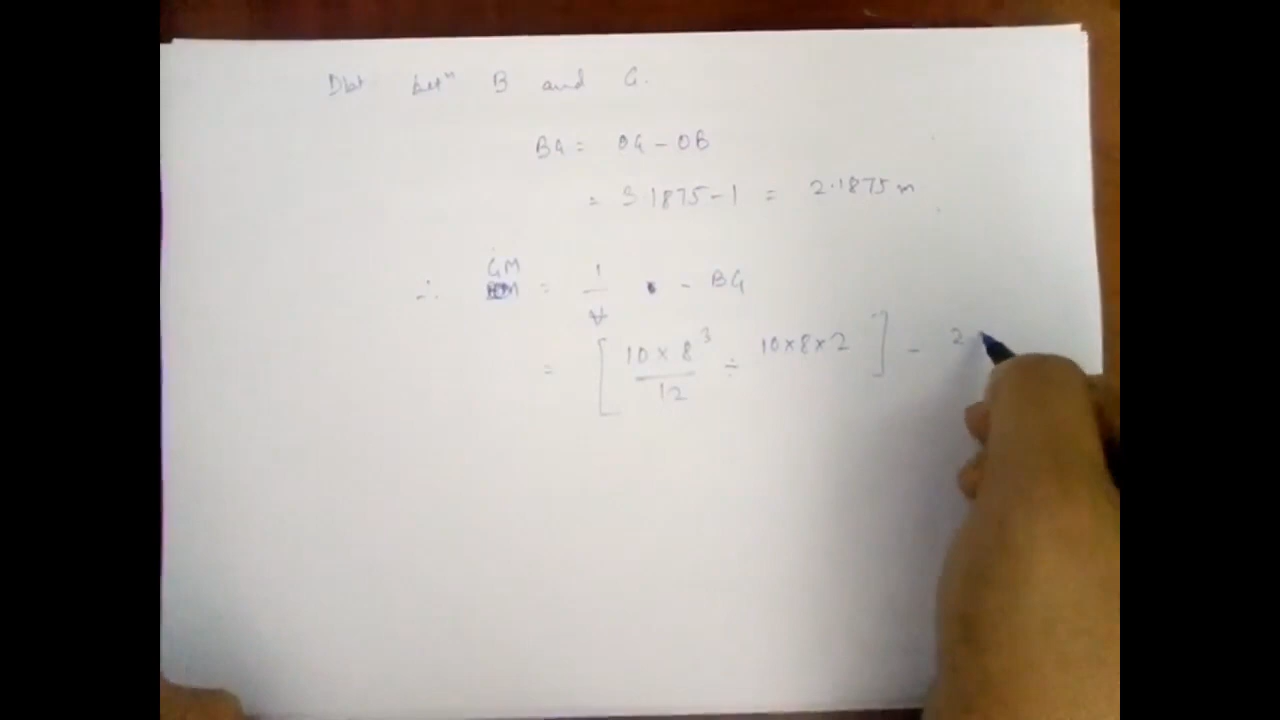 Dist betn B and G.
BG = OG - OB
= 3.1875 - 1 = 2.1875 m
∴ GM = I/∀ - BG
= [ 10 × 8³ / 12 ÷ 10×8×2 ] - 2